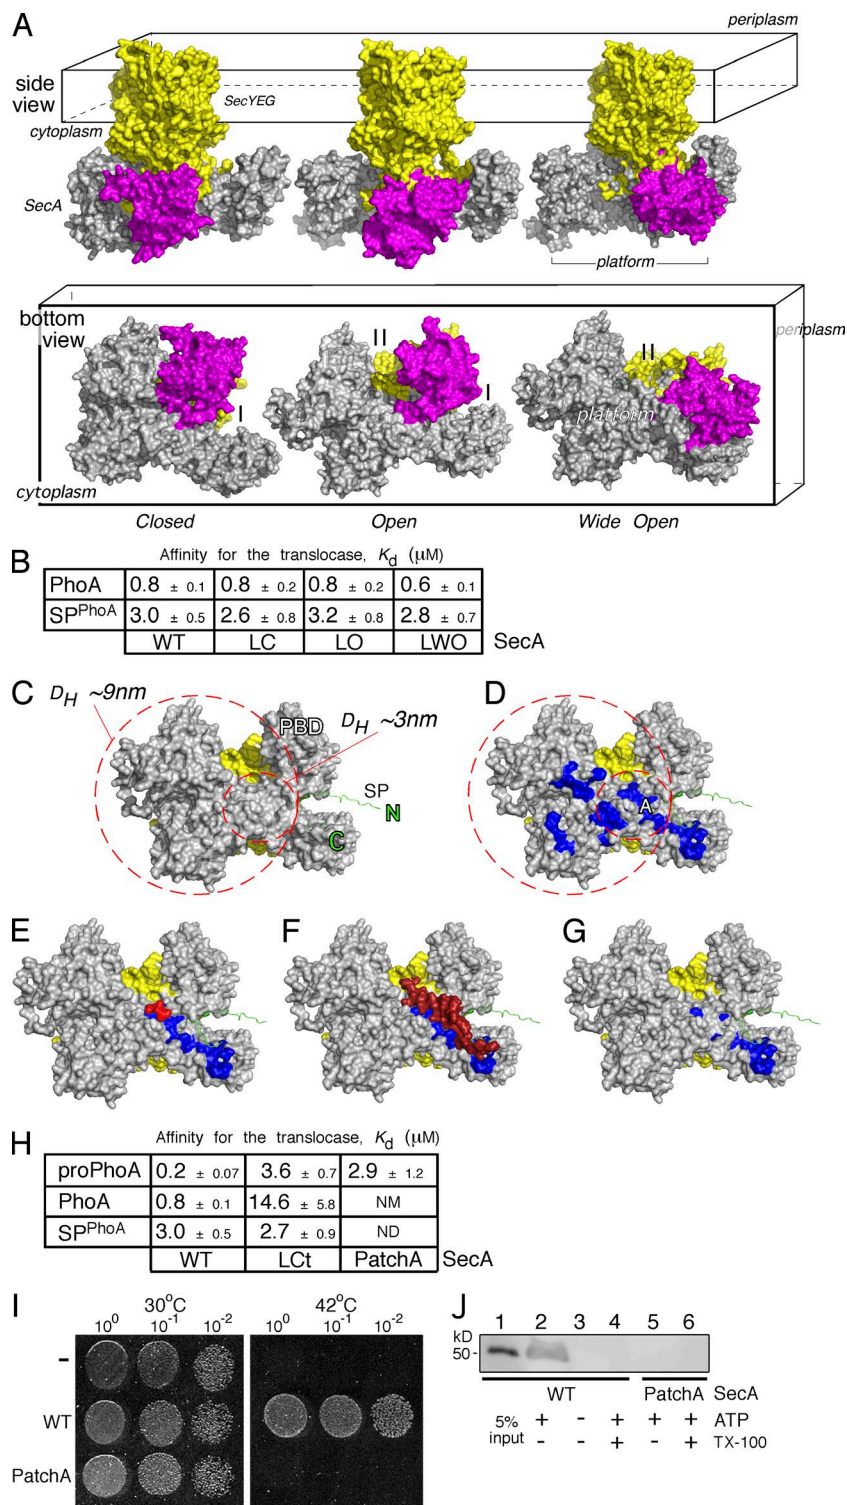 A
periplasm
side
view
SecYEG
cytoplasm
SecA
platform
bottom
view
II
II
periplasm
I
I
platform
cytoplasm
Closed Open Wide Open
B
Affinity for the translocase, Kd (μM)
PhoA 0.8 ± 0.1 0.8 ± 0.2 0.8 ± 0.2 0.6 ± 0.1
SP^PhoA 3.0 ± 0.5 2.6 ± 0.8 3.2 ± 0.8 2.8 ± 0.7
WT LC LO LWO SecA
C D
DH ~9nm PBD DH ~3nm
SP
N
C
A
E F G
H
Affinity for the translocase, Kd (μM)
proPhoA 0.2 ± 0.07 3.6 ± 0.7 2.9 ± 1.2
PhoA 0.8 ± 0.1 14.6 ± 5.8 NM
SP^PhoA 3.0 ± 0.5 2.7 ± 0.9 ND
WT LCt PatchA SecA
I
30°C 42°C
10^0 10^-1 10^-2 10^0 10^-1 10^-2
–
WT
PatchA
J
1 2 3 4 5 6
kD
50 -
WT PatchA SecA
5% input + - + + + ATP
- - + - + TX-100